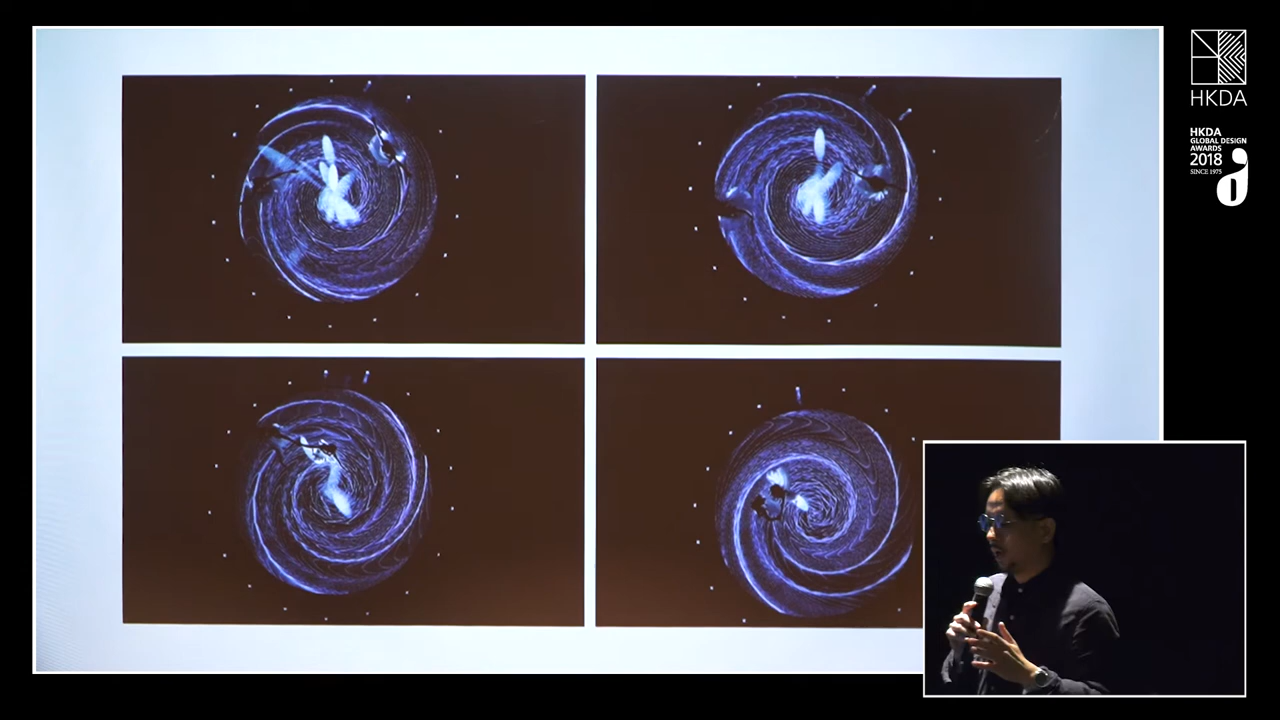 HKDA
HKDA
GLOBAL DESIGN
AWARDS
2018
SINCE 1975